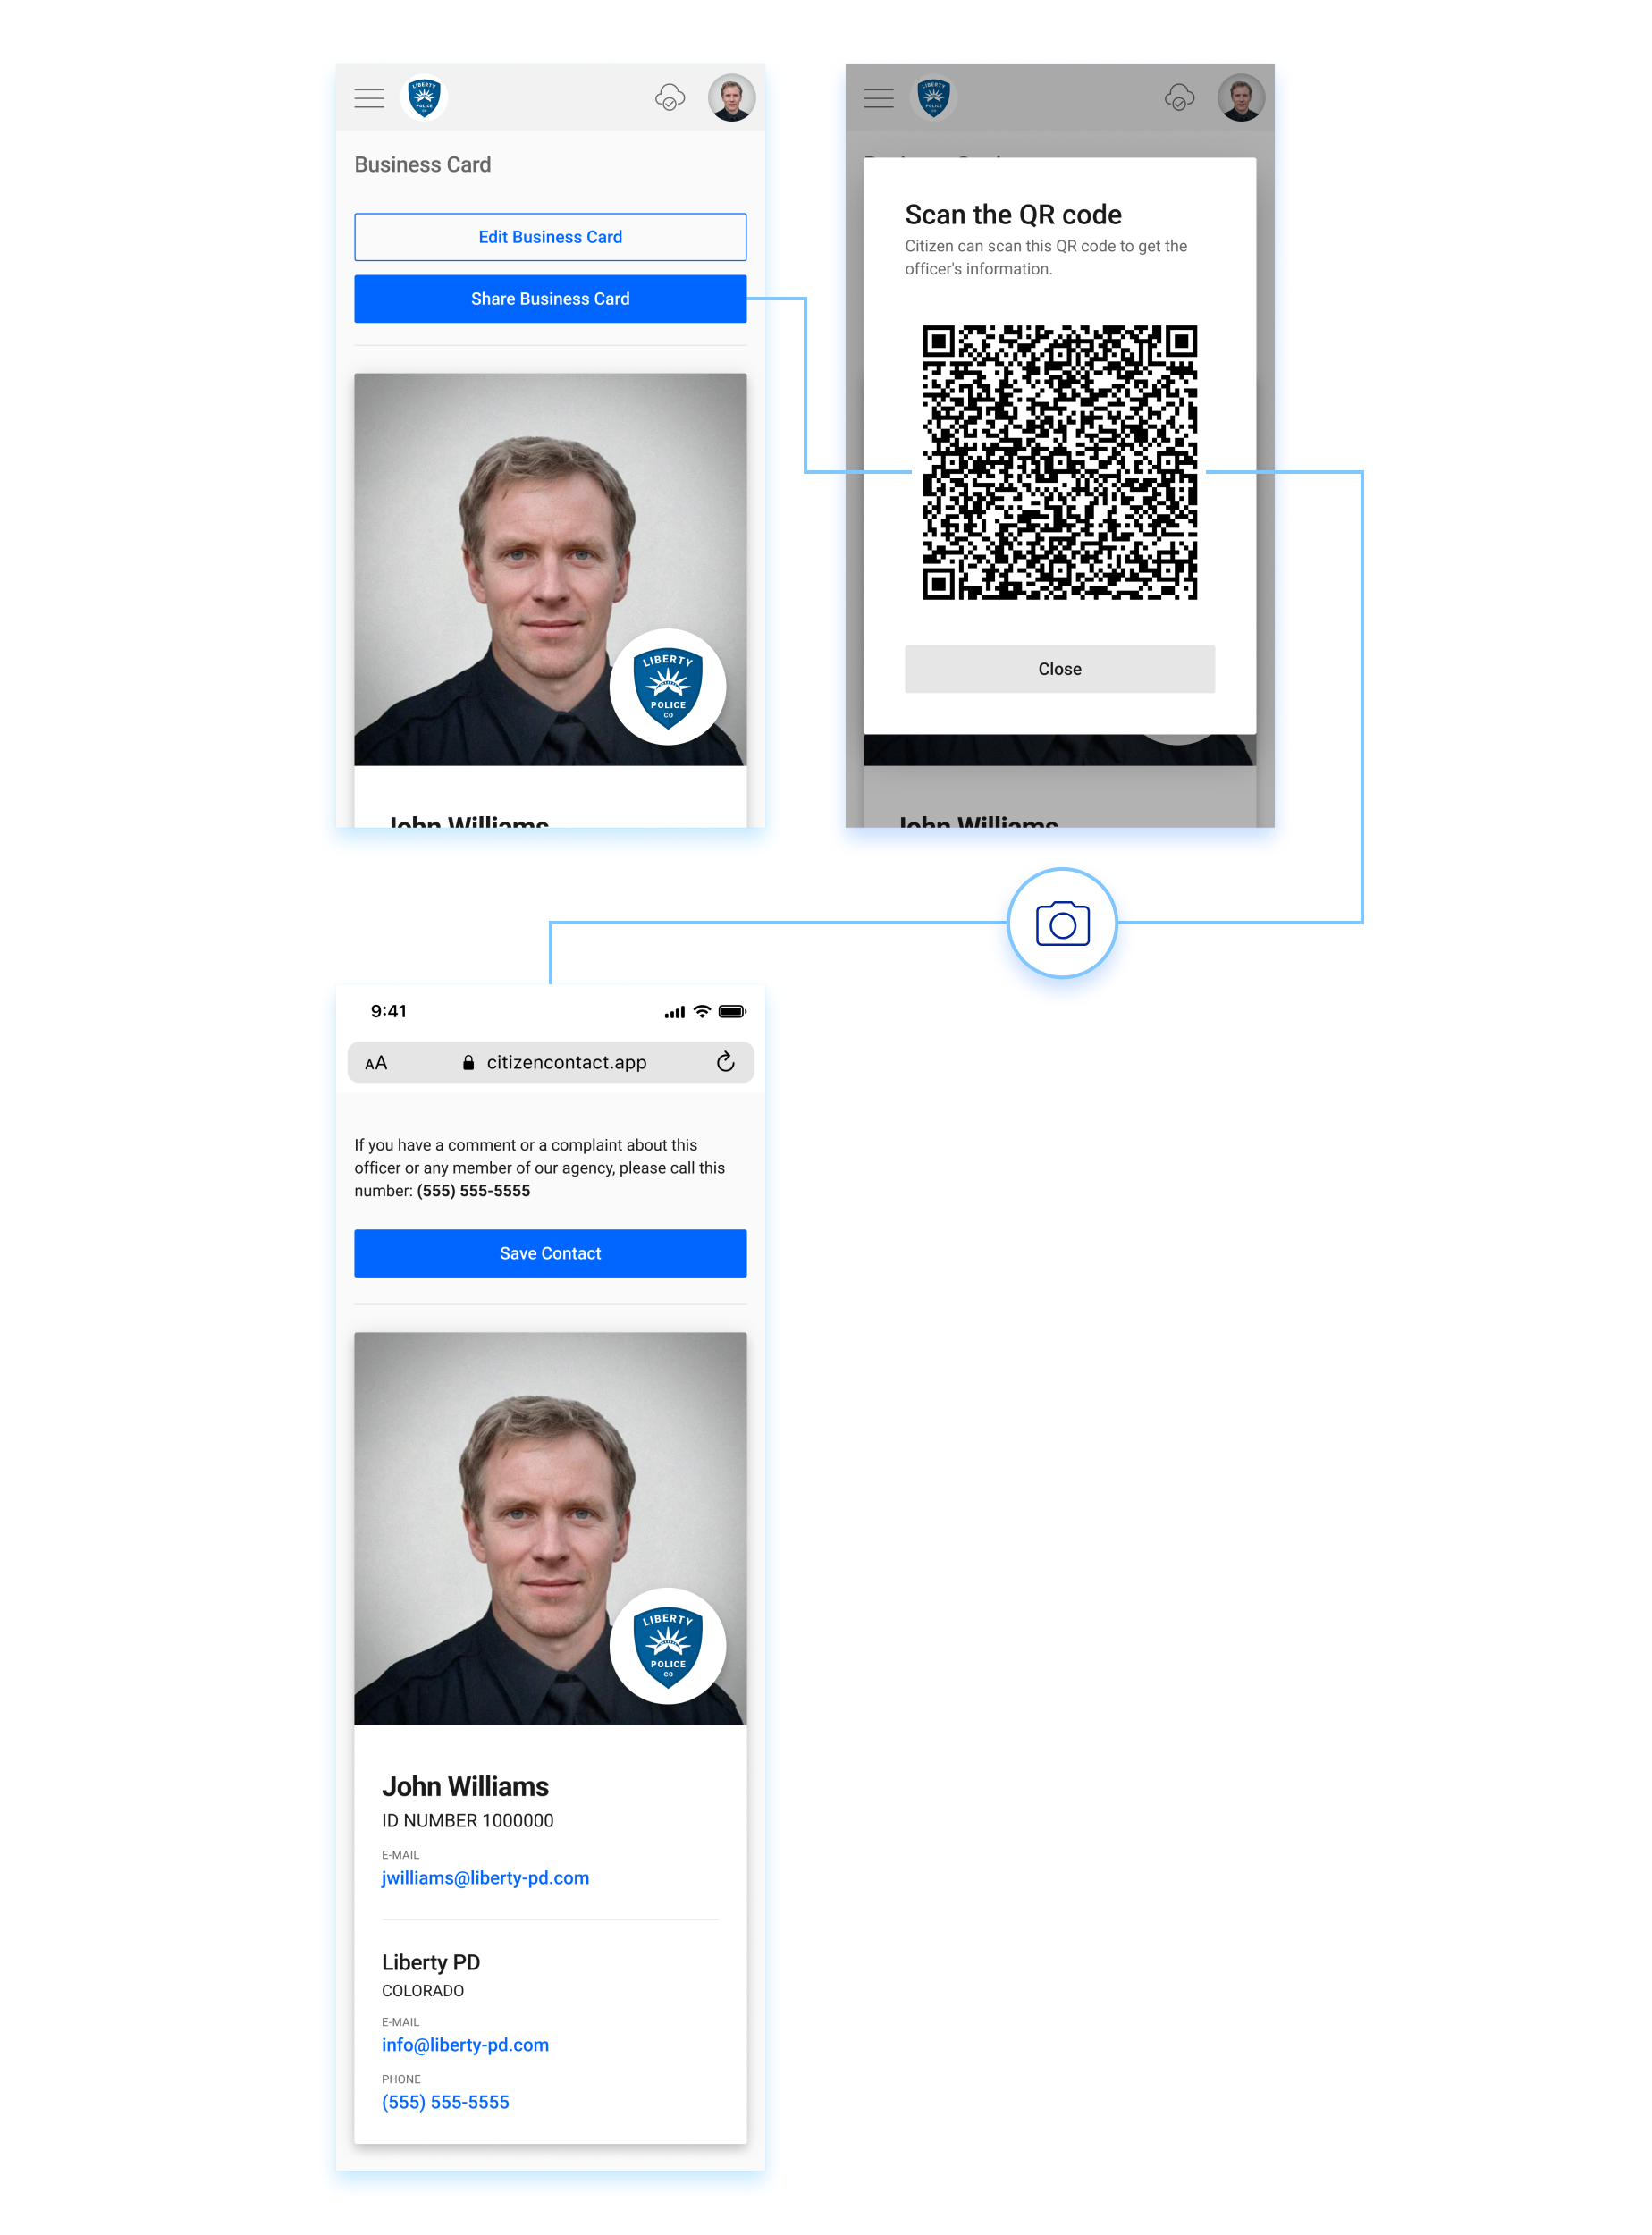 LIBERTY
POLICE
CO
Business Card
Edit Business Card
Share Business Card
LIBERTY
POLICE
CO
John Williams
LIBERTY
POLICE
CO
Scan the QR code
Citizen can scan this QR code to get the
officer's information.
Close
John Williams
9:41
AA
citizencontact.app
If you have a comment or a complaint about this
officer or any member of our agency, please call this
number: (555) 555-5555
Save Contact
LIBERTY
POLICE
CO
John Williams
ID NUMBER 1000000
E-MAIL
jwilliams@liberty-pd.com
Liberty PD
COLORADO
E-MAIL
info@liberty-pd.com
PHONE
(555) 555-5555